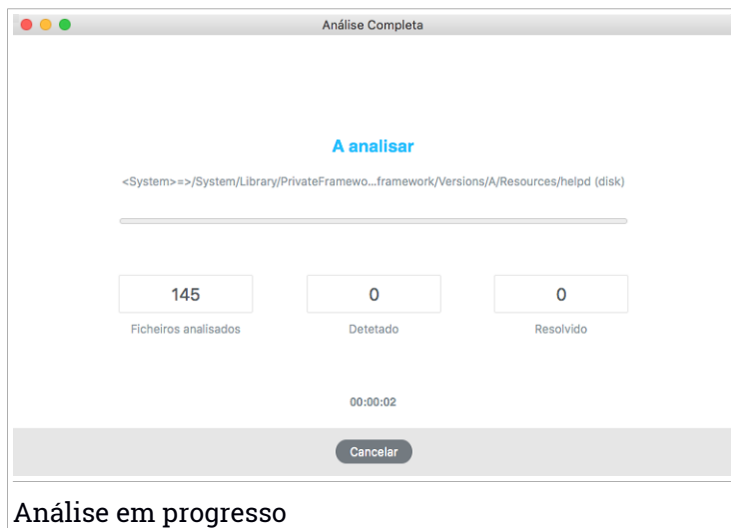 Análise Completa
A analisar
<System>=>/System/Library/PrivateFramewo...framework/Versions/A/Resources/helpd (disk)
145 0 0
Ficheiros analisados Detetado Resolvido
00:00:02
Cancelar
Análise em progresso